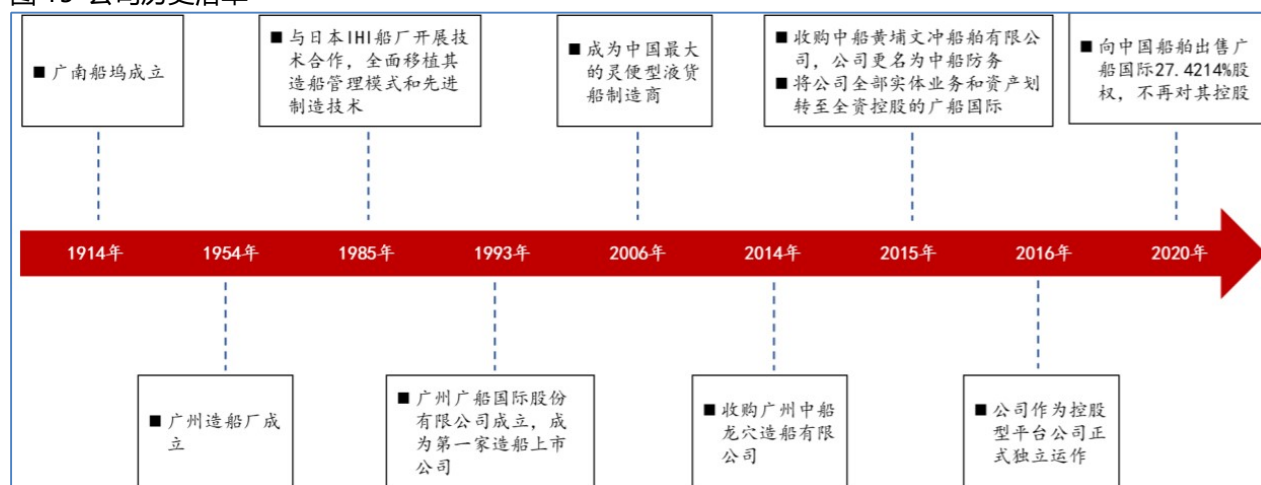 ■ 广南船坞成立
■ 与日本IHI船厂开展技
术合作，全面移植其
造船管理模式和先进
制造技术
■ 成为中国最大
的灵便型液货
船制造商
■ 收购中船黄埔文冲船舶有限公
司，公司更名为中船防务
■ 将公司全部实体业务和资产划
转至全资控股的广船国际
■ 向中国船舶出售广
船国际27.4214%股
权，不再对其控股
1914年 1954年 1985年 1993年 2006年 2014年 2015年 2016年 2020年
■ 广州造船厂成
立
■ 广州广船国际股份
有限公司成立，成
为第一家造船上市
公司
■ 收购广州中船
龙穴造船有限
公司
■ 公司作为控股
型平台公司正
式独立运作